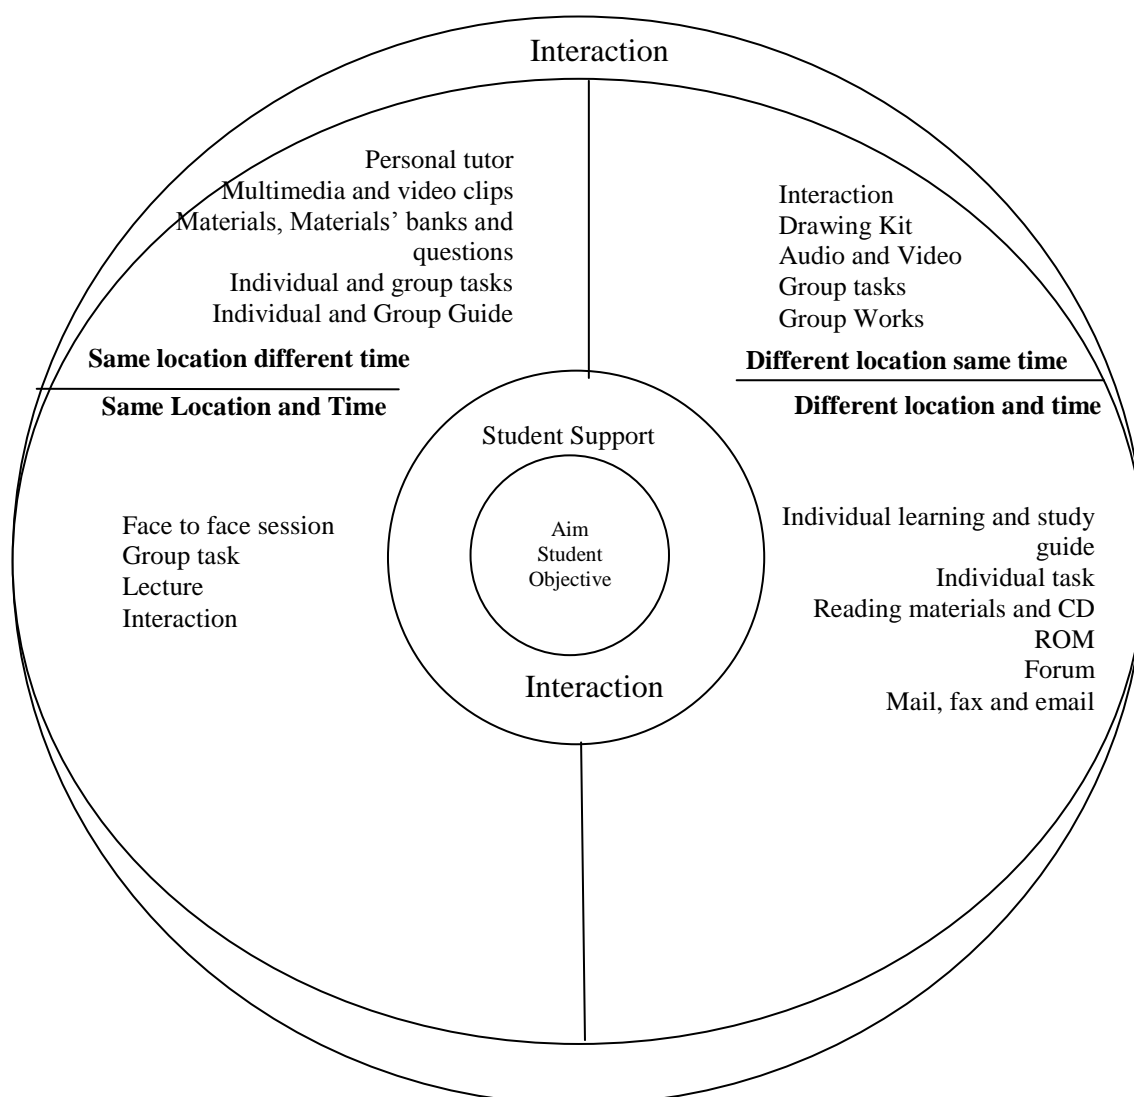 Interaction
Personal tutor
Multimedia and video clips
Materials, Materials’ banks and
questions
Individual and group tasks
Individual and Group Guide
Same location different time
Interaction
Drawing Kit
Audio and Video
Group tasks
Group Works
Different location same time
Same Location and Time
Face to face session
Group task
Lecture
Interaction
Student Support
Aim
Student
Objective
Interaction
Different location and time
Individual learning and study
guide
Individual task
Reading materials and CD
ROM
Forum
Mail, fax and email